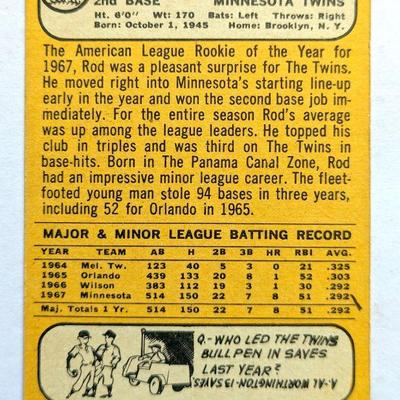 2nd BASE MINNESOTA TWINS
Ht. 6'0" Wt: 170 Bats: Left Throws: Right
Born: October 1, 1945 Home: Brooklyn, N. Y.
The American League Rookie of the Year for
1967, Rod was a pleasant surprise for The Twins.
He moved right into Minnesota's starting line-up
early in the year and won the second base job im-
mediately. For the entire season Rod's average
was up among the league leaders. He topped his
club in triples and was third on The Twins in
base-hits. Born in The Panama Canal Zone, Rod
had an impressive minor league career. The fleet-
footed young man stole 94 bases in three years,
including 52 for Orlando in 1965.
MAJOR & MINOR LEAGUE BATTING RECORD
YEAR TEAM AB H 2B 3B HR RBI AVG.
1964 Mel. Tw. 123 40 5 3 0 21 .325
1965 Orlando 439 133 20 8 1 52 .303
1966 Wilson 383 112 19 3 1 30 .292
1967 Minnesota 514 150 22 7 8 51 .292
Maj. Totals 1 Yr. 514 150 22 7 8 51 .292
Q.-WHO LED THE TWINS
BULLPEN IN SAVES
LAST YEAR?
A.-AL WORTHINGTON-13 SAVES